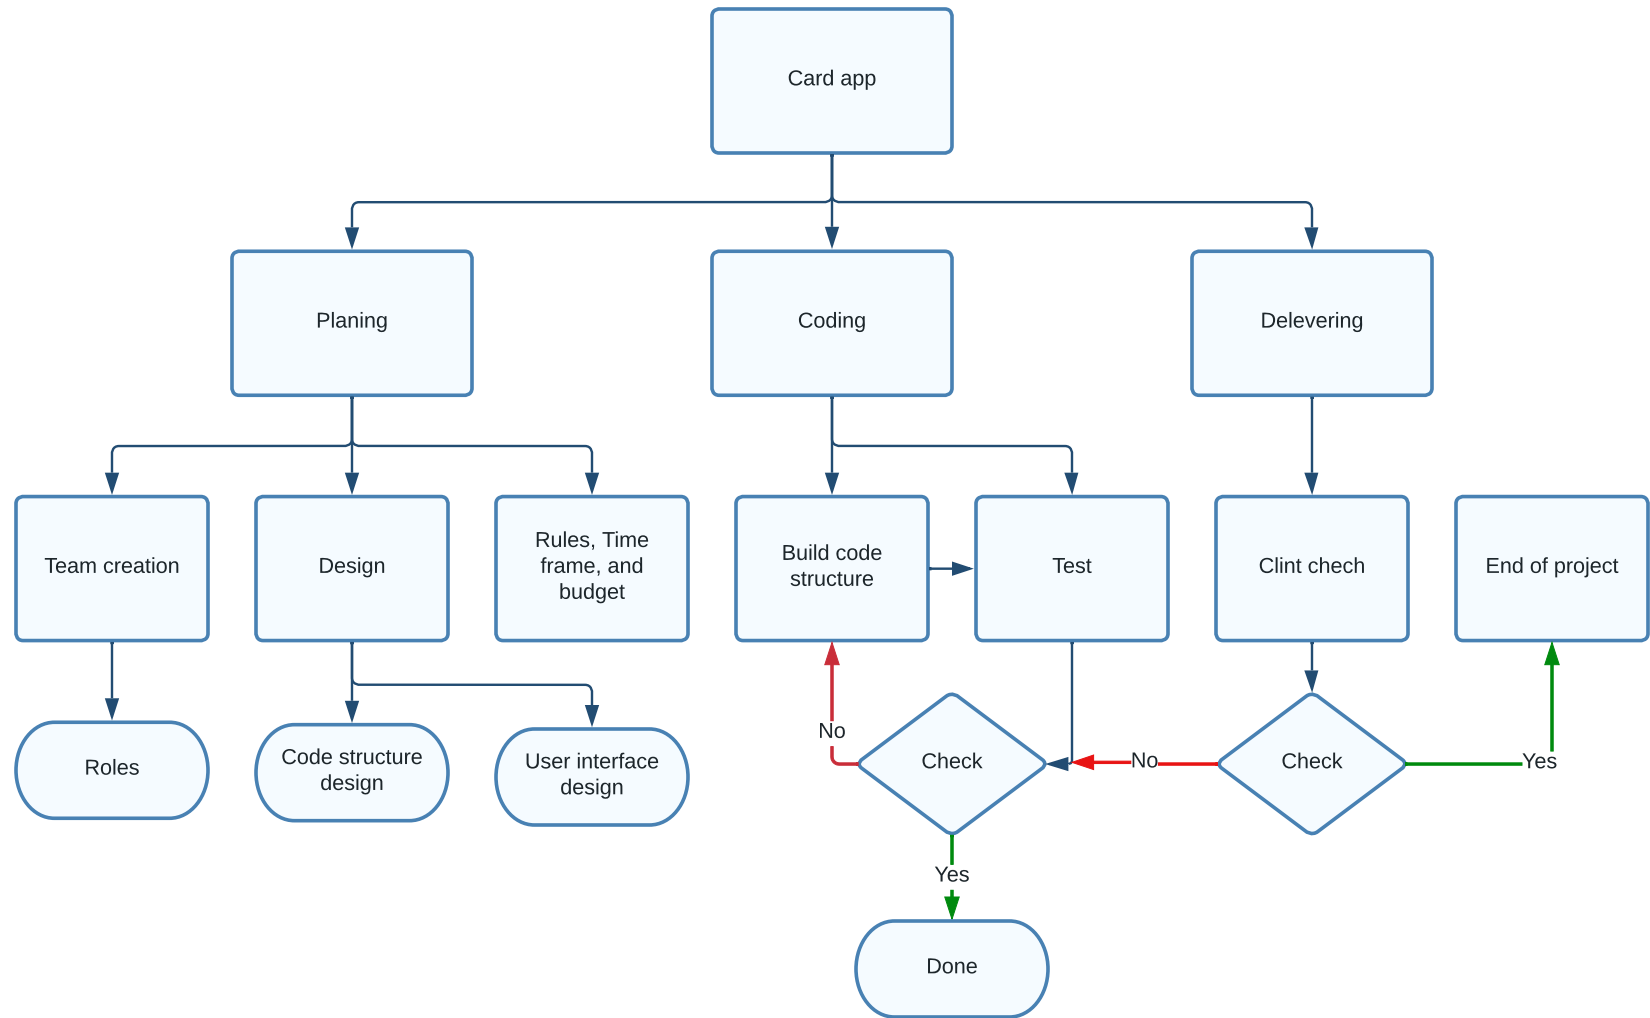 Card app
Planing
Coding
Delevering
Team creation
Design
Rules, Time
frame, and
budget
Build code
structure
Test
Clint chech
End of project
Roles
Code structure
design
User interface
design
No
Check
No
Check
Yes
Yes
Done